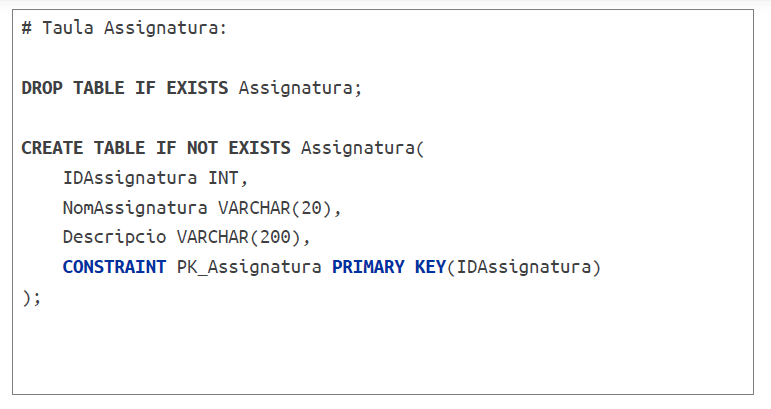 # Taula Assignatura:
DROP TABLE IF EXISTS Assignatura;
CREATE TABLE IF NOT EXISTS Assignatura(
IDAssignatura INT,
NomAssignatura VARCHAR(20),
Descripcio VARCHAR(200),
CONSTRAINT PK_Assignatura PRIMARY KEY(IDAssignatura)
);